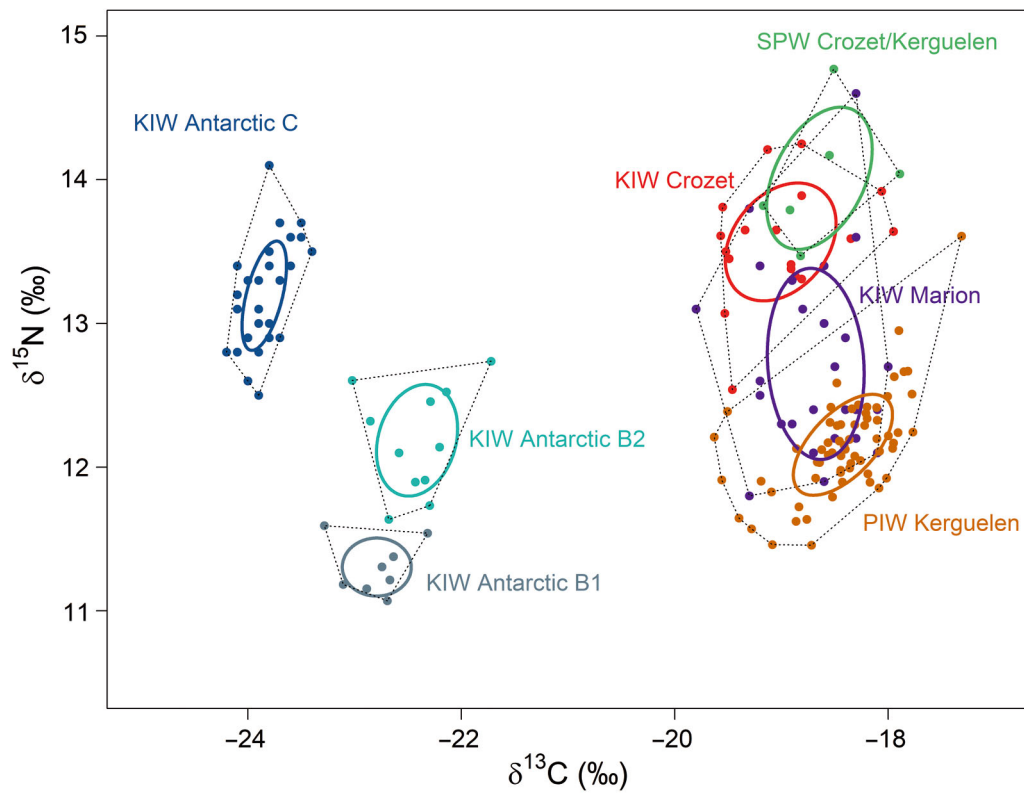 15
SPW Crozet/Kerguelen
KIW Antarctic C
14
KIW Crozet
KIW Marion
13
δ15N (‰)
KIW Antarctic B2
12
PIW Kerguelen
KIW Antarctic B1
11
−24
−22
−20
−18
δ13C (‰)